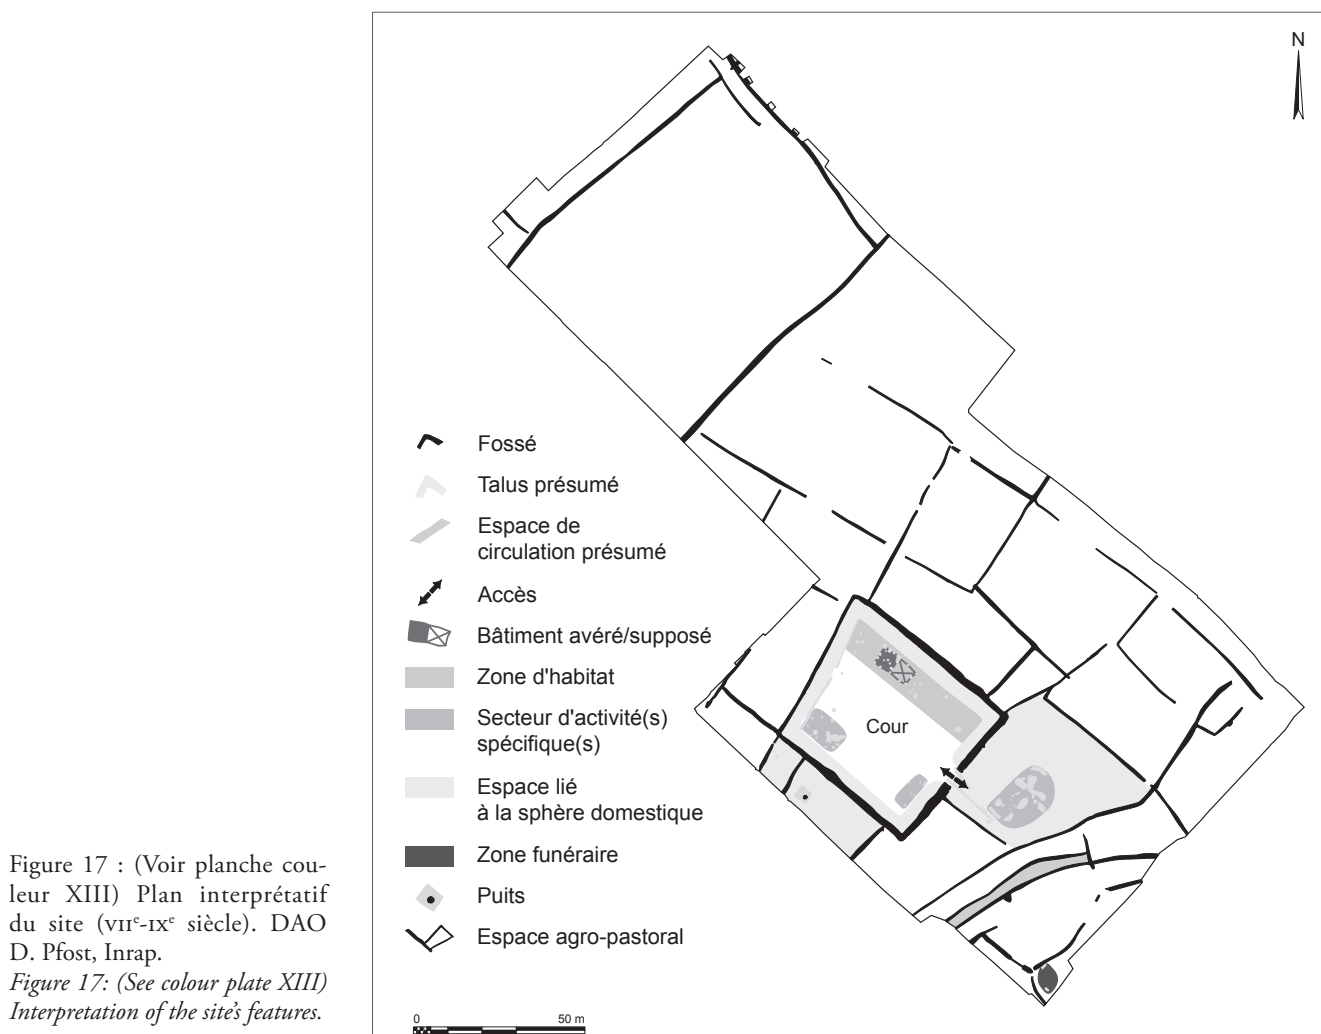 N
Fossé
Talus présumé
Espace de
circulation présumé
Accès
Bâtiment avéré/supposé
Zone d'habitat
Secteur d'activité(s)
spécifique(s)
Espace lié
à la sphère domestique
Zone funéraire
Puits
Espace agro-pastoral
Cour
0 50 m
Figure 17 : (Voir planche cou-
leur XIII) Plan interprétatif
du site (VIIe-IXe siècle). DAO
D. Pfost, Inrap.
Figure 17: (See colour plate XIII)
Interpretation of the site's features.